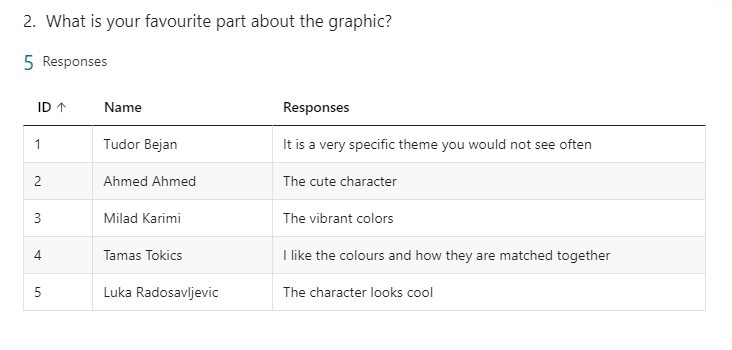 2. What is your favourite part about the graphic?
5 Responses
ID ↑ Name Responses
1 Tudor Bejan It is a very specific theme you would not see often
2 Ahmed Ahmed The cute character
3 Milad Karimi The vibrant colors
4 Tamas Tokics I like the colours and how they are matched together
5 Luka Radosavljevic The character looks cool